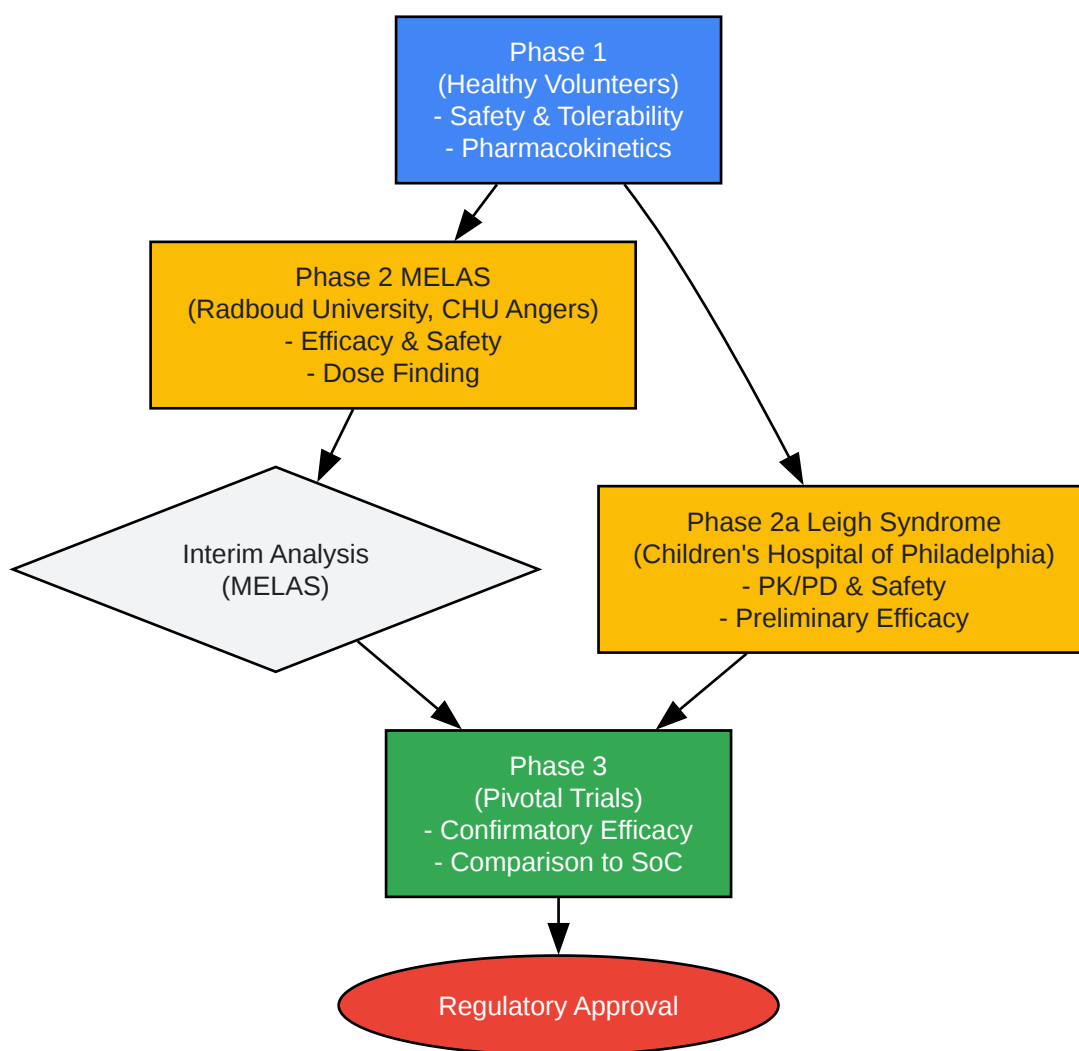 Phase 1
(Healthy Volunteers)
- Safety & Tolerability
- Pharmacokinetics
Phase 2 MELAS
(Radboud University, CHU Angers)
- Efficacy & Safety
- Dose Finding
Interim Analysis
(MELAS)
Phase 2a Leigh Syndrome
(Children's Hospital of Philadelphia)
- PK/PD & Safety
- Preliminary Efficacy
Phase 3
(Pivotal Trials)
- Confirmatory Efficacy
- Comparison to SoC
Regulatory Approval